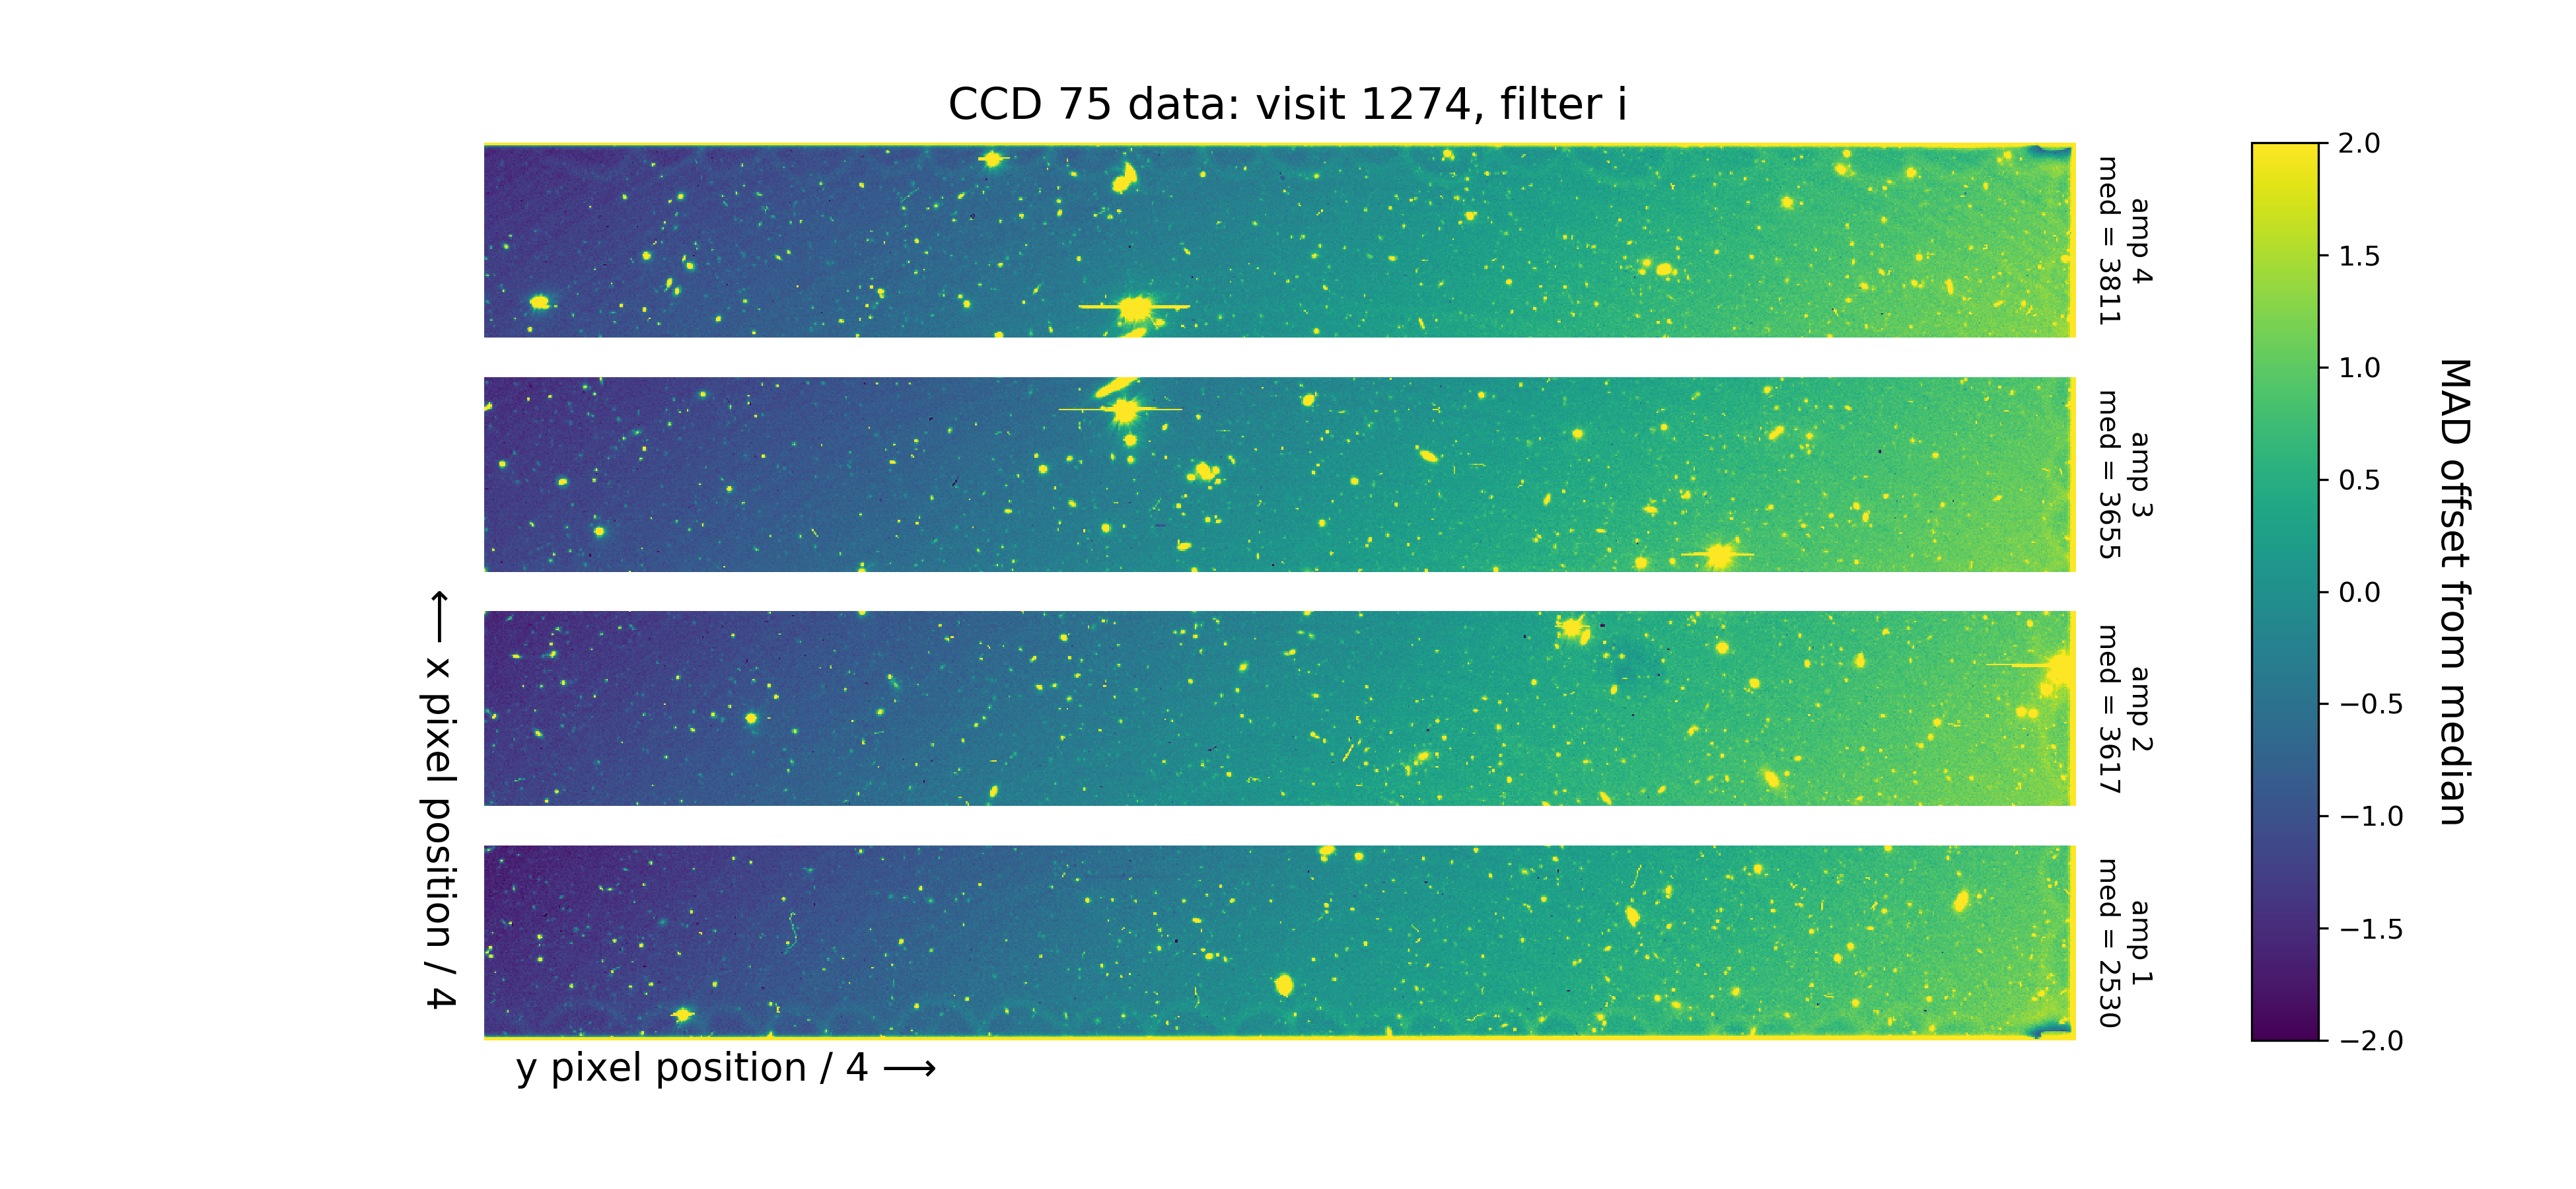 CCD 75 data: visit 1274, filter i
amp 4
med = 3811
amp 3
med = 3655
amp 2
med = 3617
amp 1
med = 2530
⟵ x pixel position / 4
y pixel position / 4 ⟶
2.0
1.5
1.0
0.5
0.0
−0.5
−1.0
−1.5
−2.0
MAD offset from median